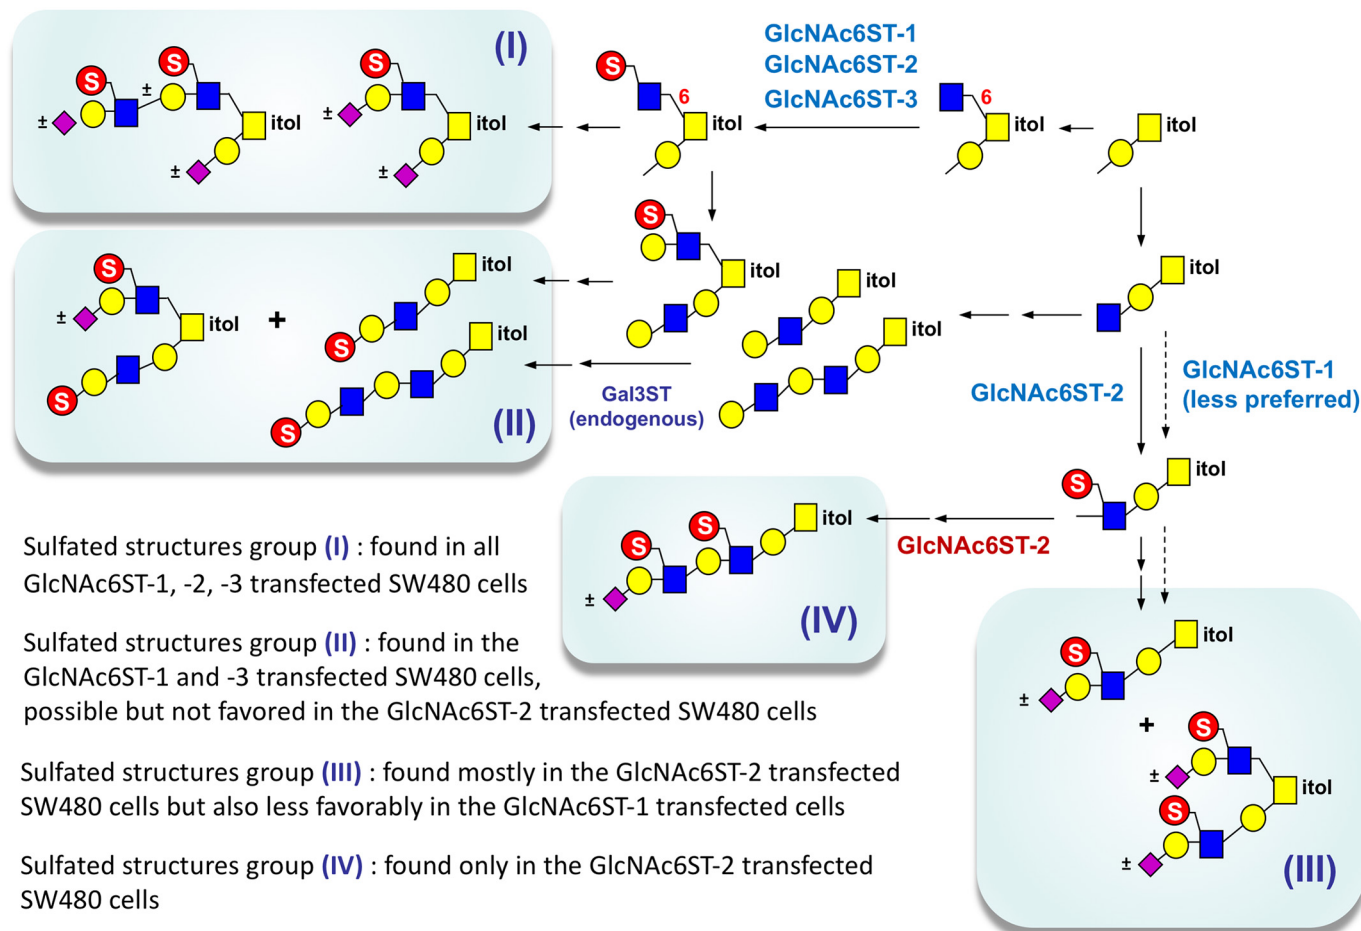 (I)
S
S
±
±
±
itol
S
±
±
itol
S
6
itol
GlcNAc6ST-1
GlcNAc6ST-2
GlcNAc6ST-3
6
itol
itol
(II)
S
±
itol
+
itol
S
itol
S
S
S
itol
itol
itol
Gal3ST
(endogenous)
itol
GlcNAc6ST-2
GlcNAc6ST-1
(less preferred)
S
itol
GlcNAc6ST-2
(IV)
S
S
±
itol
S
±
itol
+
S
±
S
±
itol
(III)
Sulfated structures group (I) : found in all
GlcNAc6ST-1, -2, -3 transfected SW480 cells
Sulfated structures group (II) : found in the
GlcNAc6ST-1 and -3 transfected SW480 cells,
possible but not favored in the GlcNAc6ST-2 transfected SW480 cells
Sulfated structures group (III) : found mostly in the GlcNAc6ST-2 transfected
SW480 cells but also less favorably in the GlcNAc6ST-1 transfected cells
Sulfated structures group (IV) : found only in the GlcNAc6ST-2 transfected
SW480 cells